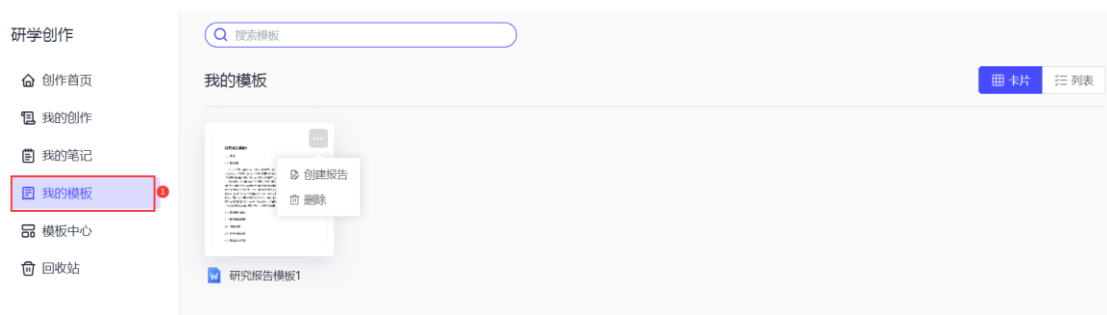 研学创作
搜索模板
创作首页
我的模板
卡片
列表
我的创作
我的笔记
我的模板
1
创建报告
删除
模板中心
回收站
研究报告模板1